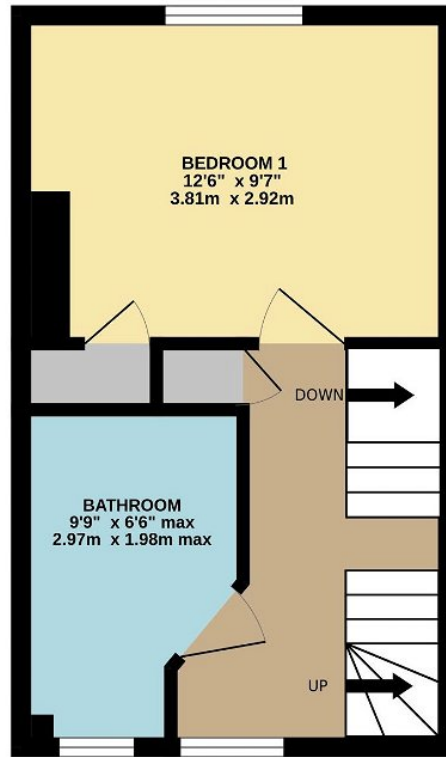 BEDROOM 1
12'6" x 9'7"
3.81m x 2.92m
DOWN
BATHROOM
9'9" x 6'6" max
2.97m x 1.98m max
UP